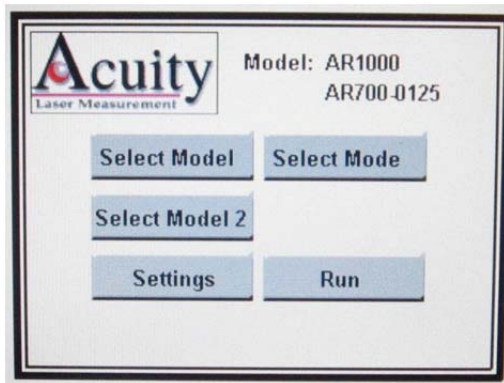 Acuity
Laser Measurement
Model: AR1000
AR700-0125
Select Model
Select Mode
Select Model 2
Settings
Run